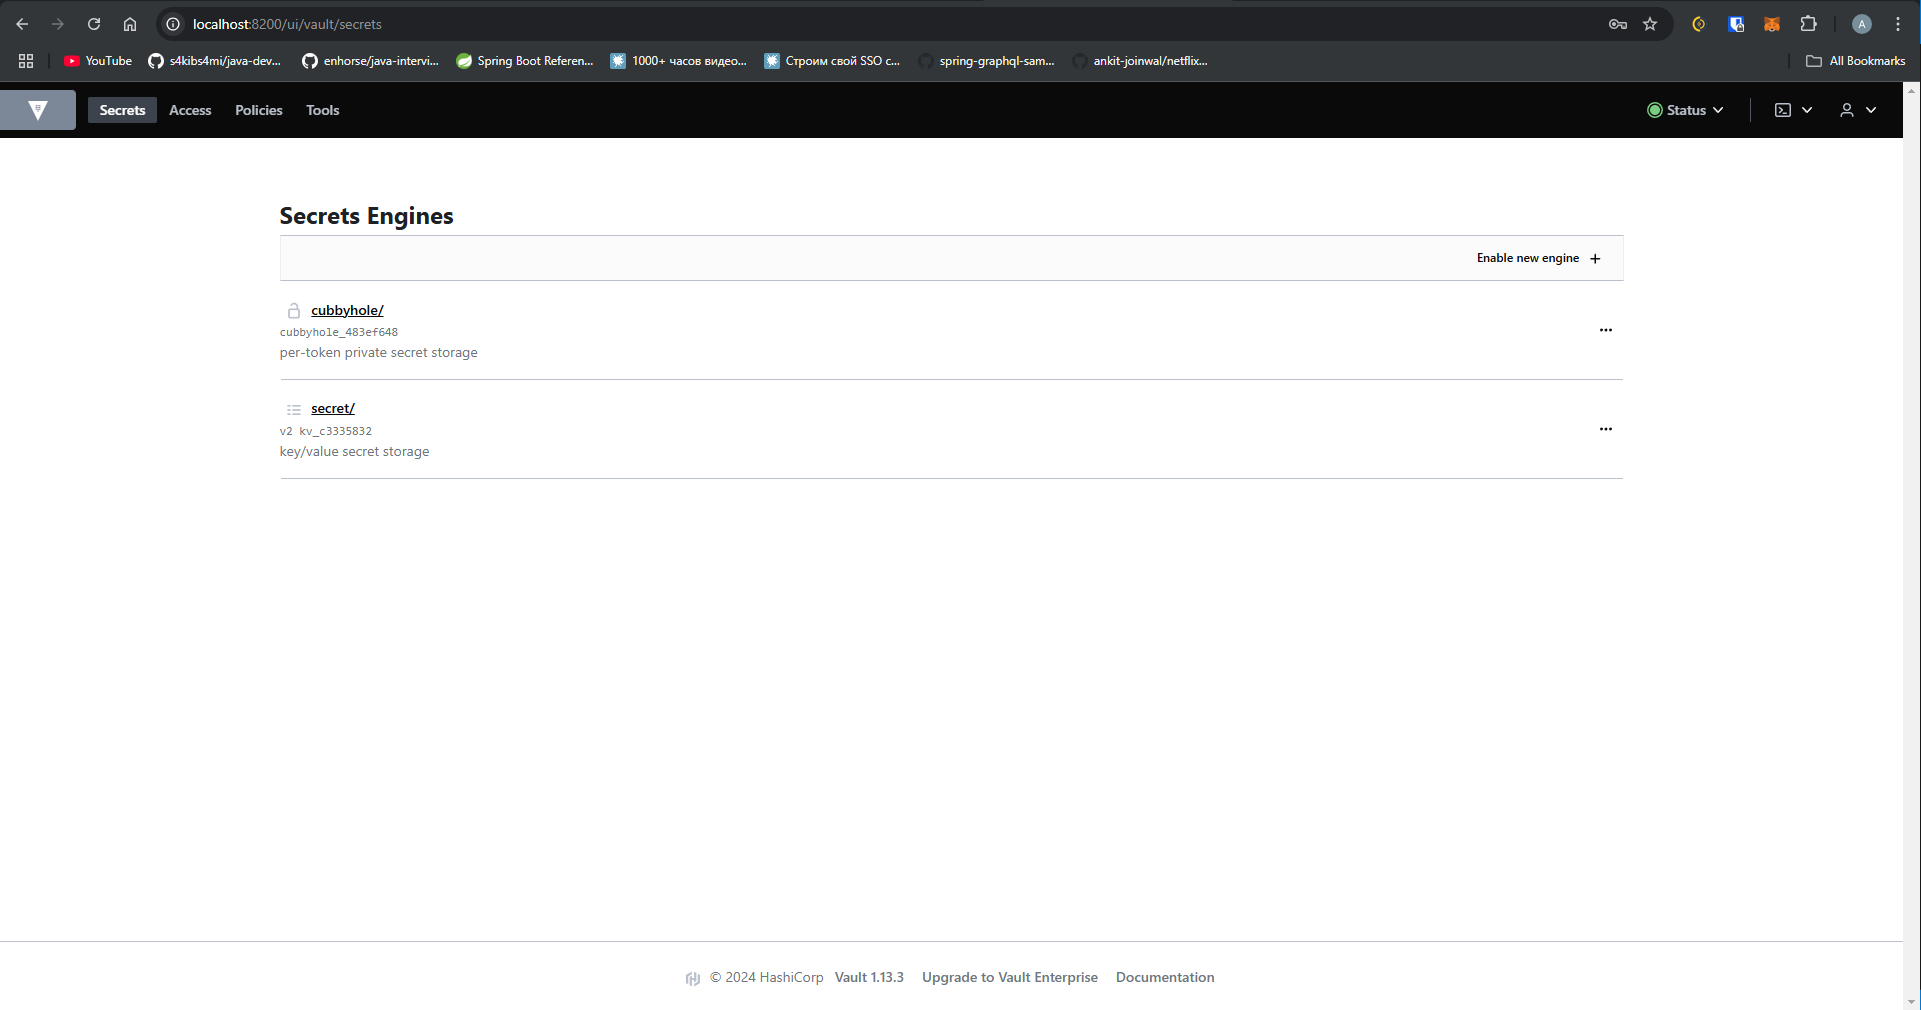 localhost:8200/ui/vault/secrets
A
YouTube
s4kibs4mi/java-dev...
enhorse/java-intervi...
Spring Boot Referen...
1000+ часов видео...
Строим свой SSO с...
spring-graphql-sam...
ankit-joinwal/netflix...
All Bookmarks
Secrets
Access
Policies
Tools
Status
Secrets Engines
Enable new engine
cubbyhole/
cubbyhole_483ef648
per-token private secret storage
secret/
v2 kv_c3335832
key/value secret storage
© 2024 HashiCorp Vault 1.13.3 Upgrade to Vault Enterprise Documentation